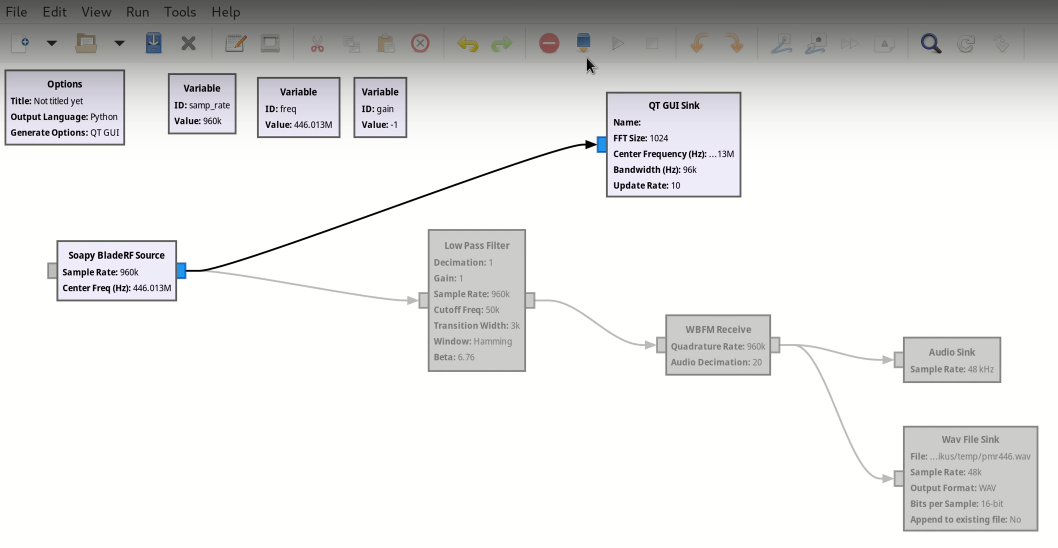 File Edit View Run Tools Help
Options
Title: Not titled yet
Output Language: Python
Generate Options: QT GUI
Variable
ID: samp_rate
Value: 960k
Variable
ID: freq
Value: 446.013M
Variable
ID: gain
Value: -1
QT GUI Sink
Name:
FFT Size: 1024
Center Frequency (Hz): ...13M
Bandwidth (Hz): 96k
Update Rate: 10
Soapy BladeRF Source
Sample Rate: 960k
Center Freq (Hz): 446.013M
Low Pass Filter
Decimation: 1
Gain: 1
Sample Rate: 960k
Cutoff Freq: 50k
Transition Width: 3k
Window: Hamming
Beta: 6.76
WBFM Receive
Quadrature Rate: 960k
Audio Decimation: 20
Audio Sink
Sample Rate: 48 kHz
Wav File Sink
File: ...ikus/temp/pmr446.wav
Sample Rate: 48k
Output Format: WAV
Bits per Sample: 16-bit
Append to existing file: No